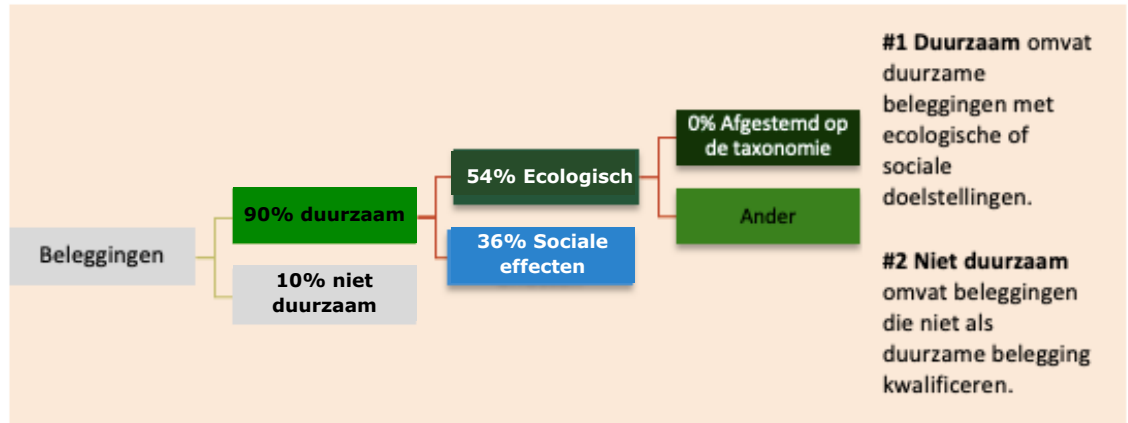 Beleggingen
90% duurzaam
10% niet
duurzaam
54% Ecologisch
36% Sociale
effecten
0% Afgestemd op
de taxonomie
Ander
#1 Duurzaam omvat
duurzame
beleggingen met
ecologische of
sociale
doelstellingen.
#2 Niet duurzaam
omvat beleggingen
die niet als
duurzame belegging
kwalificeren.